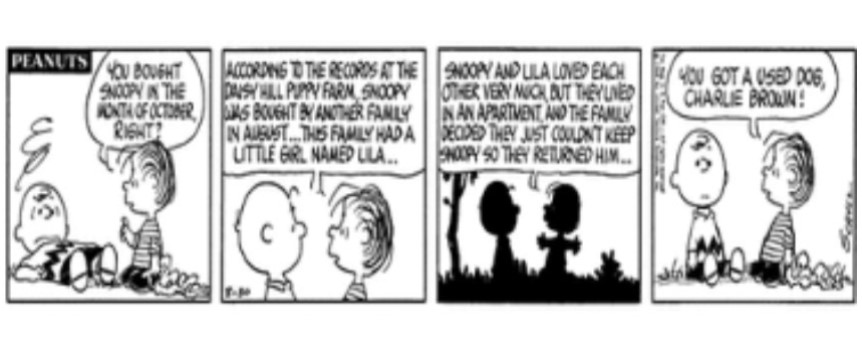 PEANUTS
YOU BOUGHT
SNOOPY IN THE
MONTH OF OCTOBER,
RIGHT?
ACCORDING TO THE RECORDS AT THE
DAISY HILL PUPPY FARM, SNOOPY
WAS BOUGHT BY ANOTHER FAMILY
IN AUGUST...THIS FAMILY HAD A
LITTLE GIRL NAMED LILA...
8-30
SNOOPY AND LILA LOVED EACH
OTHER VERY MUCH, BUT THEY LIVED
IN AN APARTMENT, AND THE FAMILY
DECIDED THEY JUST COULDN'T KEEP
SNOOPY SO THEY RETURNED HIM...
YOU GOT A USED DOG,
CHARLIE BROWN!